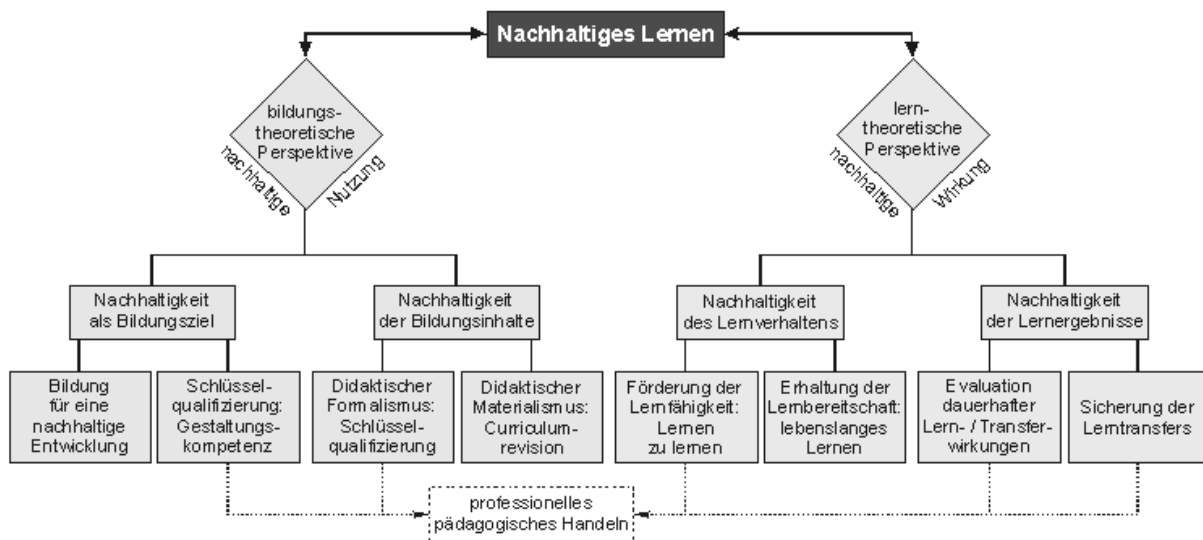 Nachhaltiges Lernen
bildungs-
theoretische
Perspektive
nachhaltige
Nutzung
lern-
theoretische
Perspektive
nachhaltige
Wirkung
Nachhaltigkeit
als Bildungsziel
Nachhaltigkeit
der Bildungsinhalte
Nachhaltigkeit
des Lernverhaltens
Nachhaltigkeit
der Lernergebnisse
Bildung
für eine
nachhaltige
Entwicklung
Schlüssel-
qualifizierung:
Gestaltungs-
kompetenz
Didaktischer
Formalismus:
Schlüssel-
qualifizierung
Didaktischer
Materialismus:
Curriculum-
revision
Förderung der
Lernfähigkeit:
Lernen
zu lernen
Erhaltung der
Lernbereitschaft:
lebenslanges
Lernen
Evaluation
dauerhafter
Lern- / Transfer-
wirkungen
Sicherung der
Lerntransfers
professionelles
pädagogisches Handeln